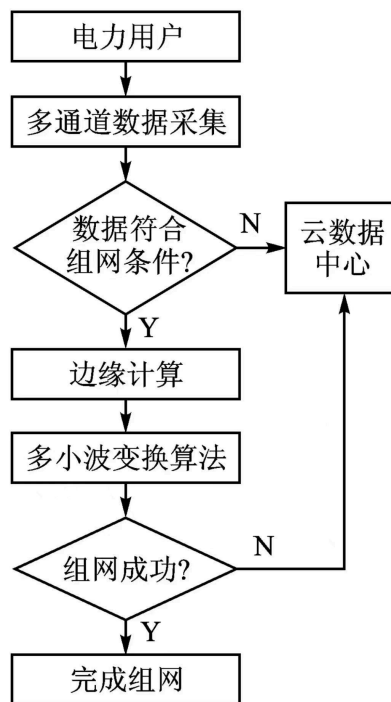 电力用户
多通道数据采集
数据符合
组网条件?
N
云数据
中心
Y
边缘计算
多小波变换算法
组网成功?
N
Y
完成组网